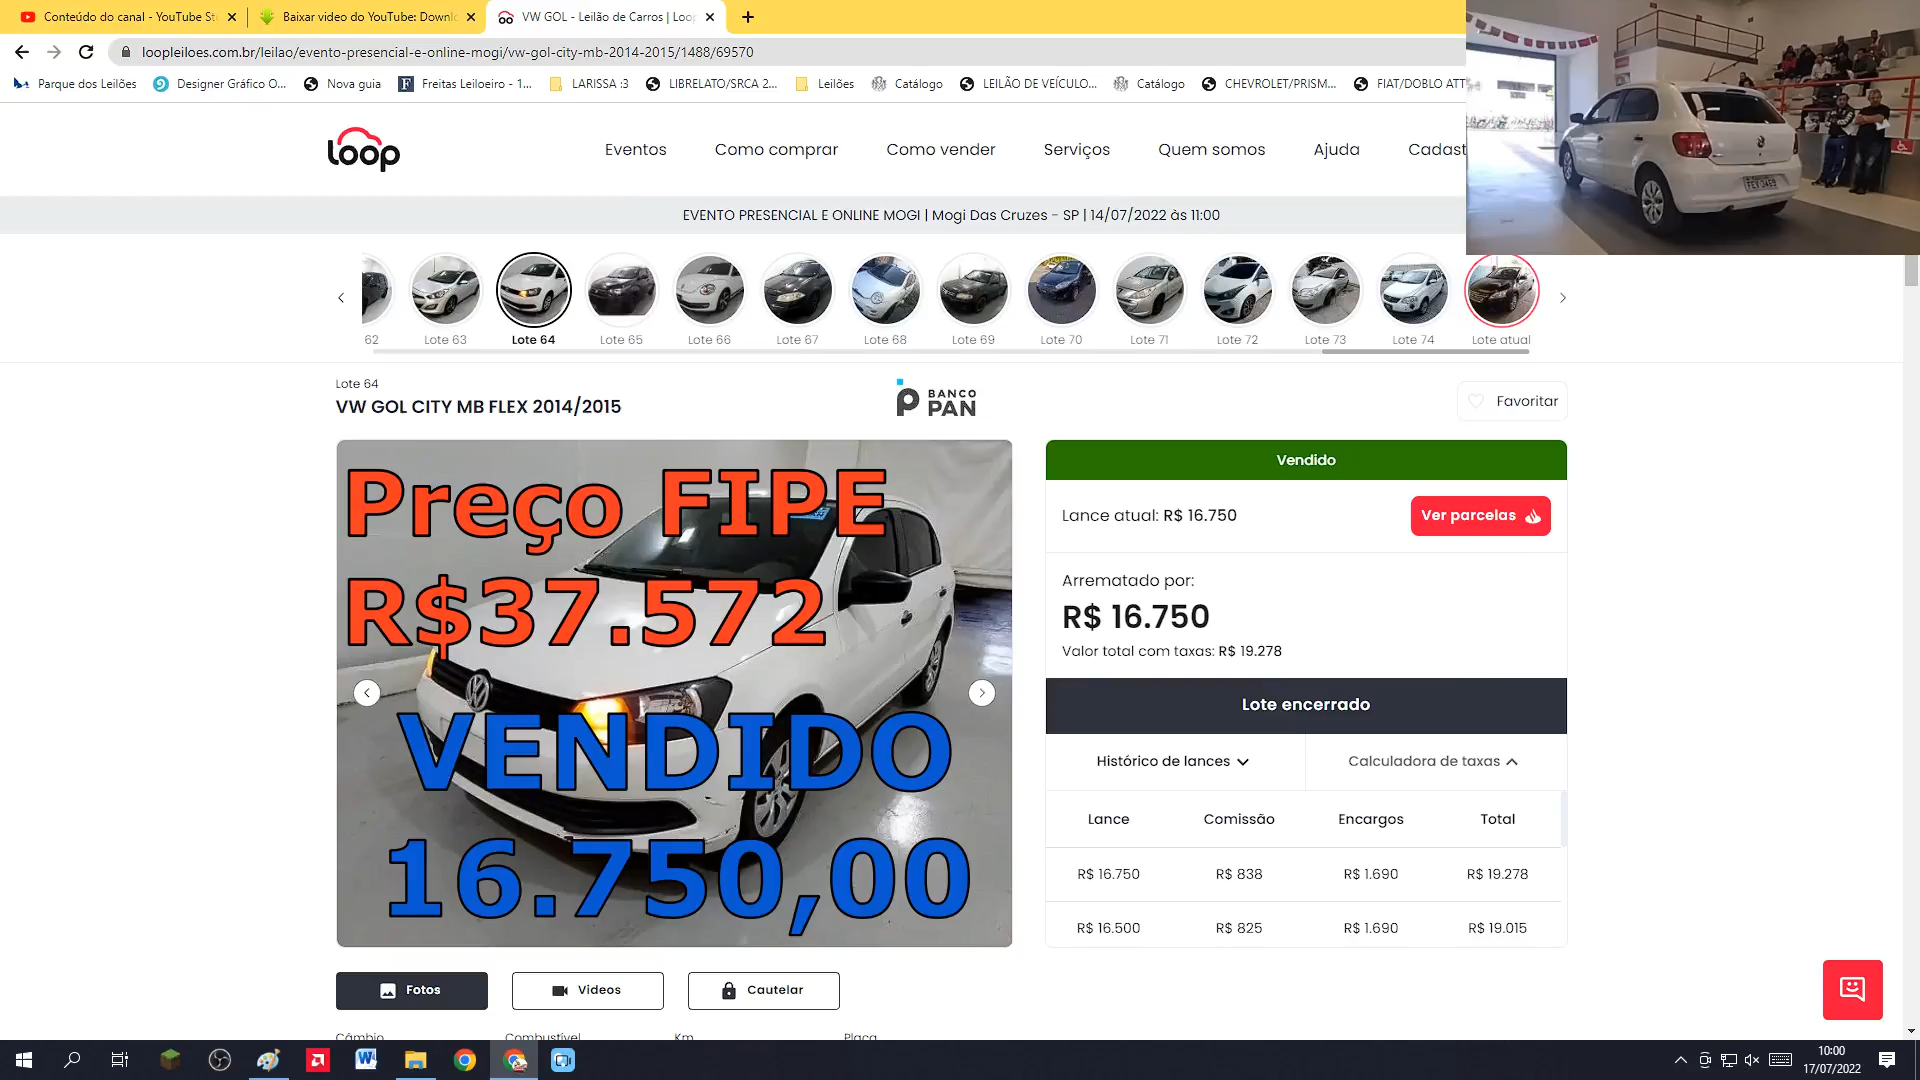 Conteúdo do canal - YouTube St
Baixar video do YouTube: Downl
VW GOL - Leilão de Carros | Loo
loopleiloes.com.br/leilao/evento-presencial-e-online-mogi/vw-gol-city-mb-2014-2015/1488/69570
Parque dos Leilões
Designer Gráfico O...
Nova guia
Freitas Leiloeiro - 1...
LARISSA :3
LIBRELATO/SRCA 2...
Leilões
Catálogo
LEILÃO DE VEÍCULO...
Catálogo
CHEVROLET/PRISM...
FIAT/DOBLO ATT
loop
Eventos
Como comprar
Como vender
Serviços
Quem somos
Ajuda
Cadast
EVENTO PRESENCIAL E ONLINE MOGI | Mogi Das Cruzes - SP | 14/07/2022 às 11:00
62
Lote 63
Lote 64
Lote 65
Lote 66
Lote 67
Lote 68
Lote 69
Lote 70
Lote 71
Lote 72
Lote 73
Lote 74
Lote atual
Lote 64
VW GOL CITY MB FLEX 2014/2015
BANCO
PAN
Favoritar
Preço FIPE
R$37.572
VENDIDO
16.750,00
Vendido
Lance atual: R$ 16.750
Ver parcelas
Arrematado por:
R$ 16.750
Valor total com taxas: R$ 19.278
Lote encerrado
Histórico de lances
Calculadora de taxas
Lance Comissão Encargos Total
R$ 16.750 R$ 838 R$ 1.690 R$ 19.278
R$ 16.500 R$ 825 R$ 1.690 R$ 19.015
Fotos
Videos
Cautelar
Câmbio
Combustível
Km
Placa
10:00
17/07/2022